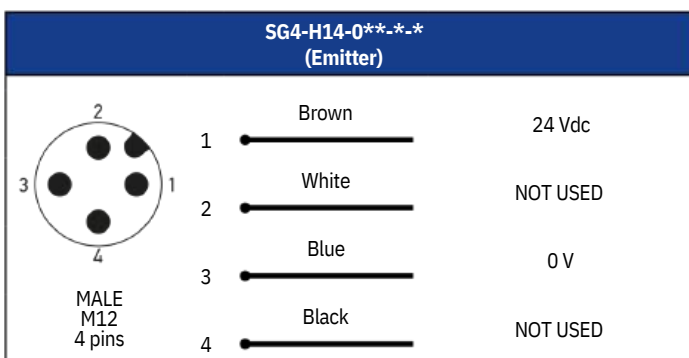 SG4-H14-0**-*-*
(Emitter)
2
3
1
4
MALE
M12
4 pins
1 Brown 24 Vdc
2 White NOT USED
3 Blue 0 V
4 Black NOT USED